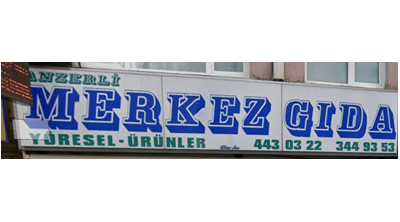 ANZERLİ
MERKEZ GIDA
YÖRESEL-ÜRÜNLER 443 03 22 344 93 53